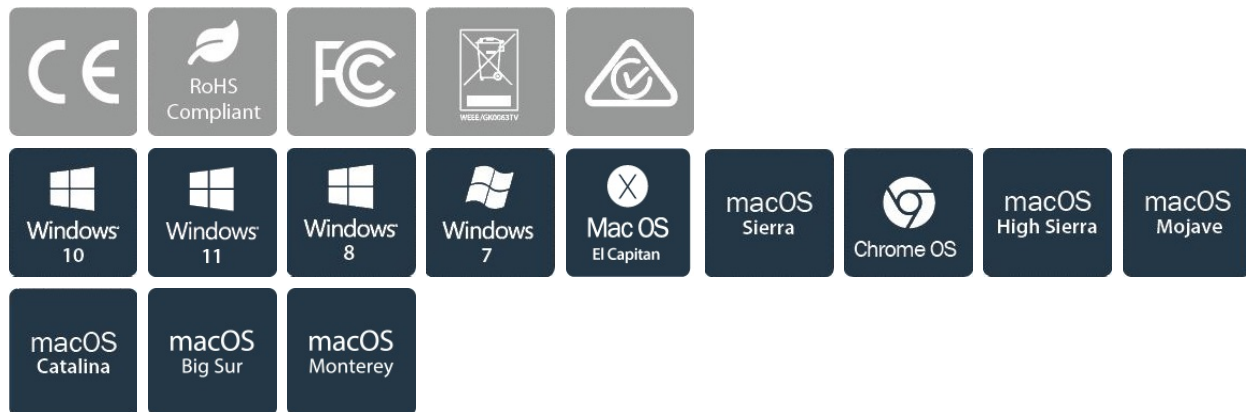 CE
RoHS
Compliant
FC
WEEE/GK0083TV
Windows
10
Windows
11
Windows
8
Windows
7
X
Mac OS
El Capitan
macOS
Sierra
Chrome OS
macOS
High Sierra
macOS
Mojave
macOS
Catalina
macOS
Big Sur
macOS
Monterey